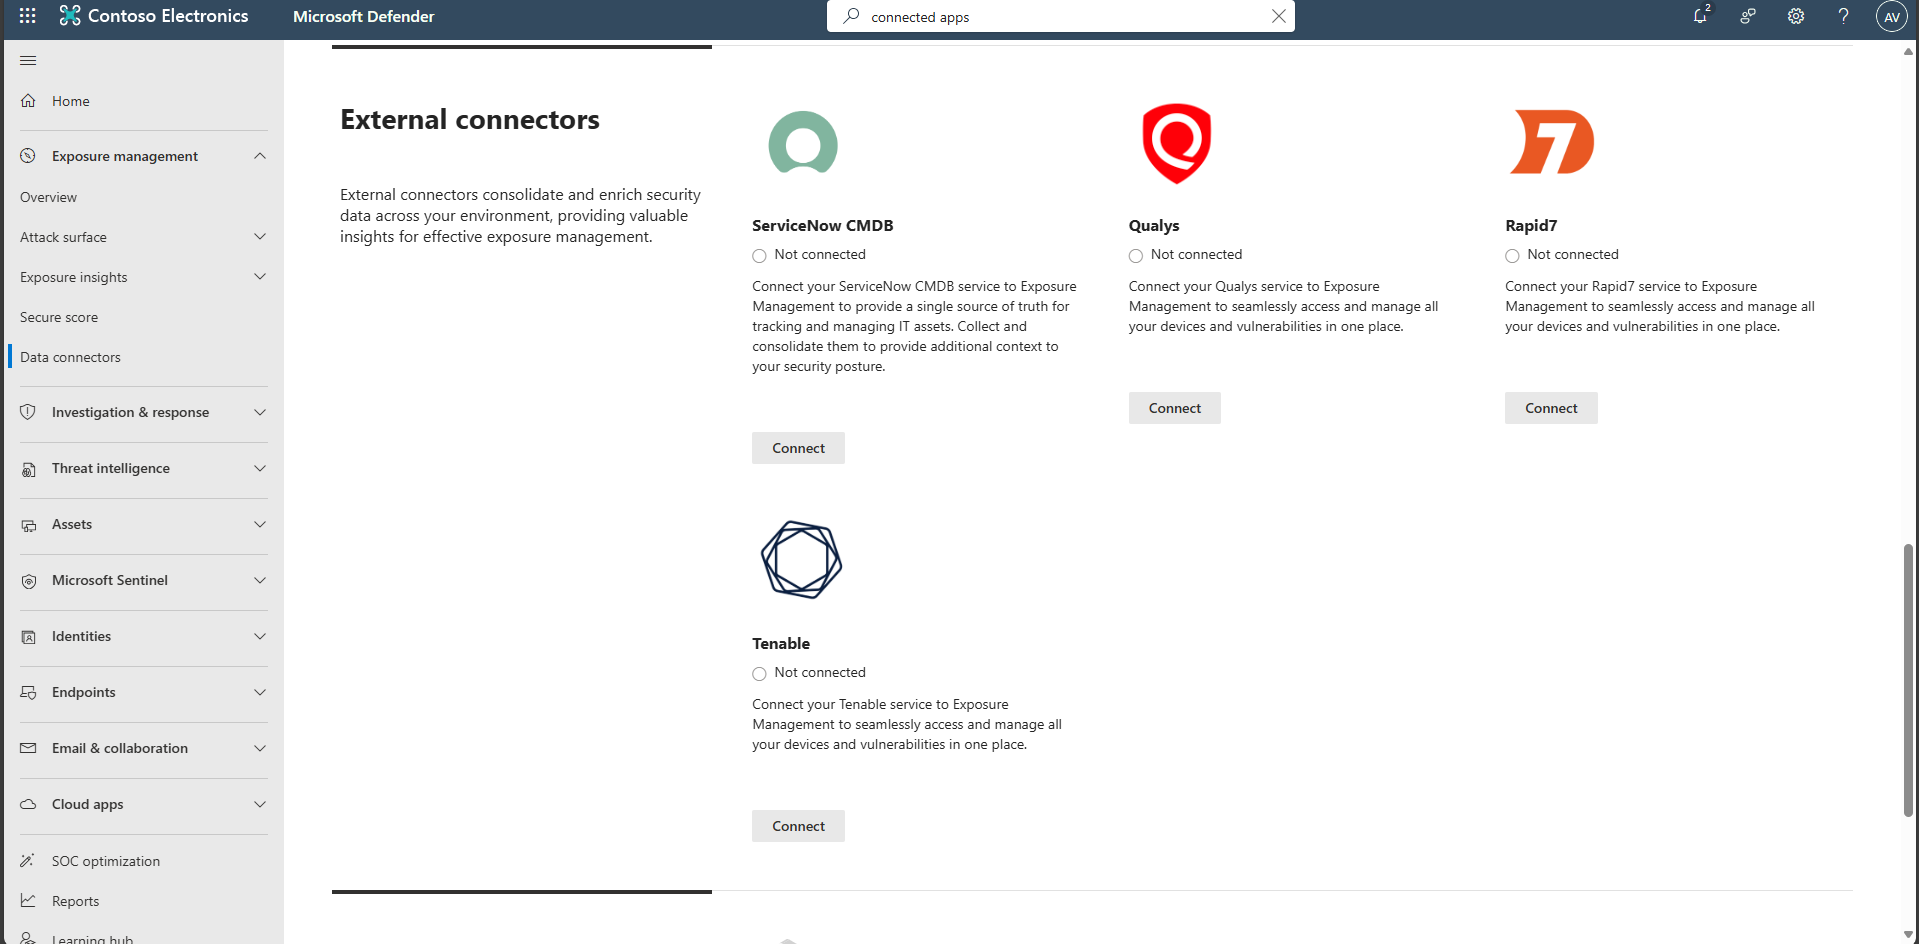 Contoso Electronics
Microsoft Defender
connected apps
2
AV
Home
Exposure management
Overview
Attack surface
Exposure insights
Secure score
Data connectors
Investigation & response
Threat intelligence
Assets
Microsoft Sentinel
Identities
Endpoints
Email & collaboration
Cloud apps
SOC optimization
Reports
Learning hub
External connectors
External connectors consolidate and enrich security
data across your environment, providing valuable
insights for effective exposure management.
ServiceNow CMDB
Not connected
Connect your ServiceNow CMDB service to Exposure
Management to provide a single source of truth for
tracking and managing IT assets. Collect and
consolidate them to provide additional context to
your security posture.
Connect
Qualys
Not connected
Connect your Qualys service to Exposure
Management to seamlessly access and manage all
your devices and vulnerabilities in one place.
Connect
7
Rapid7
Not connected
Connect your Rapid7 service to Exposure
Management to seamlessly access and manage all
your devices and vulnerabilities in one place.
Connect
Tenable
Not connected
Connect your Tenable service to Exposure
Management to seamlessly access and manage all
your devices and vulnerabilities in one place.
Connect